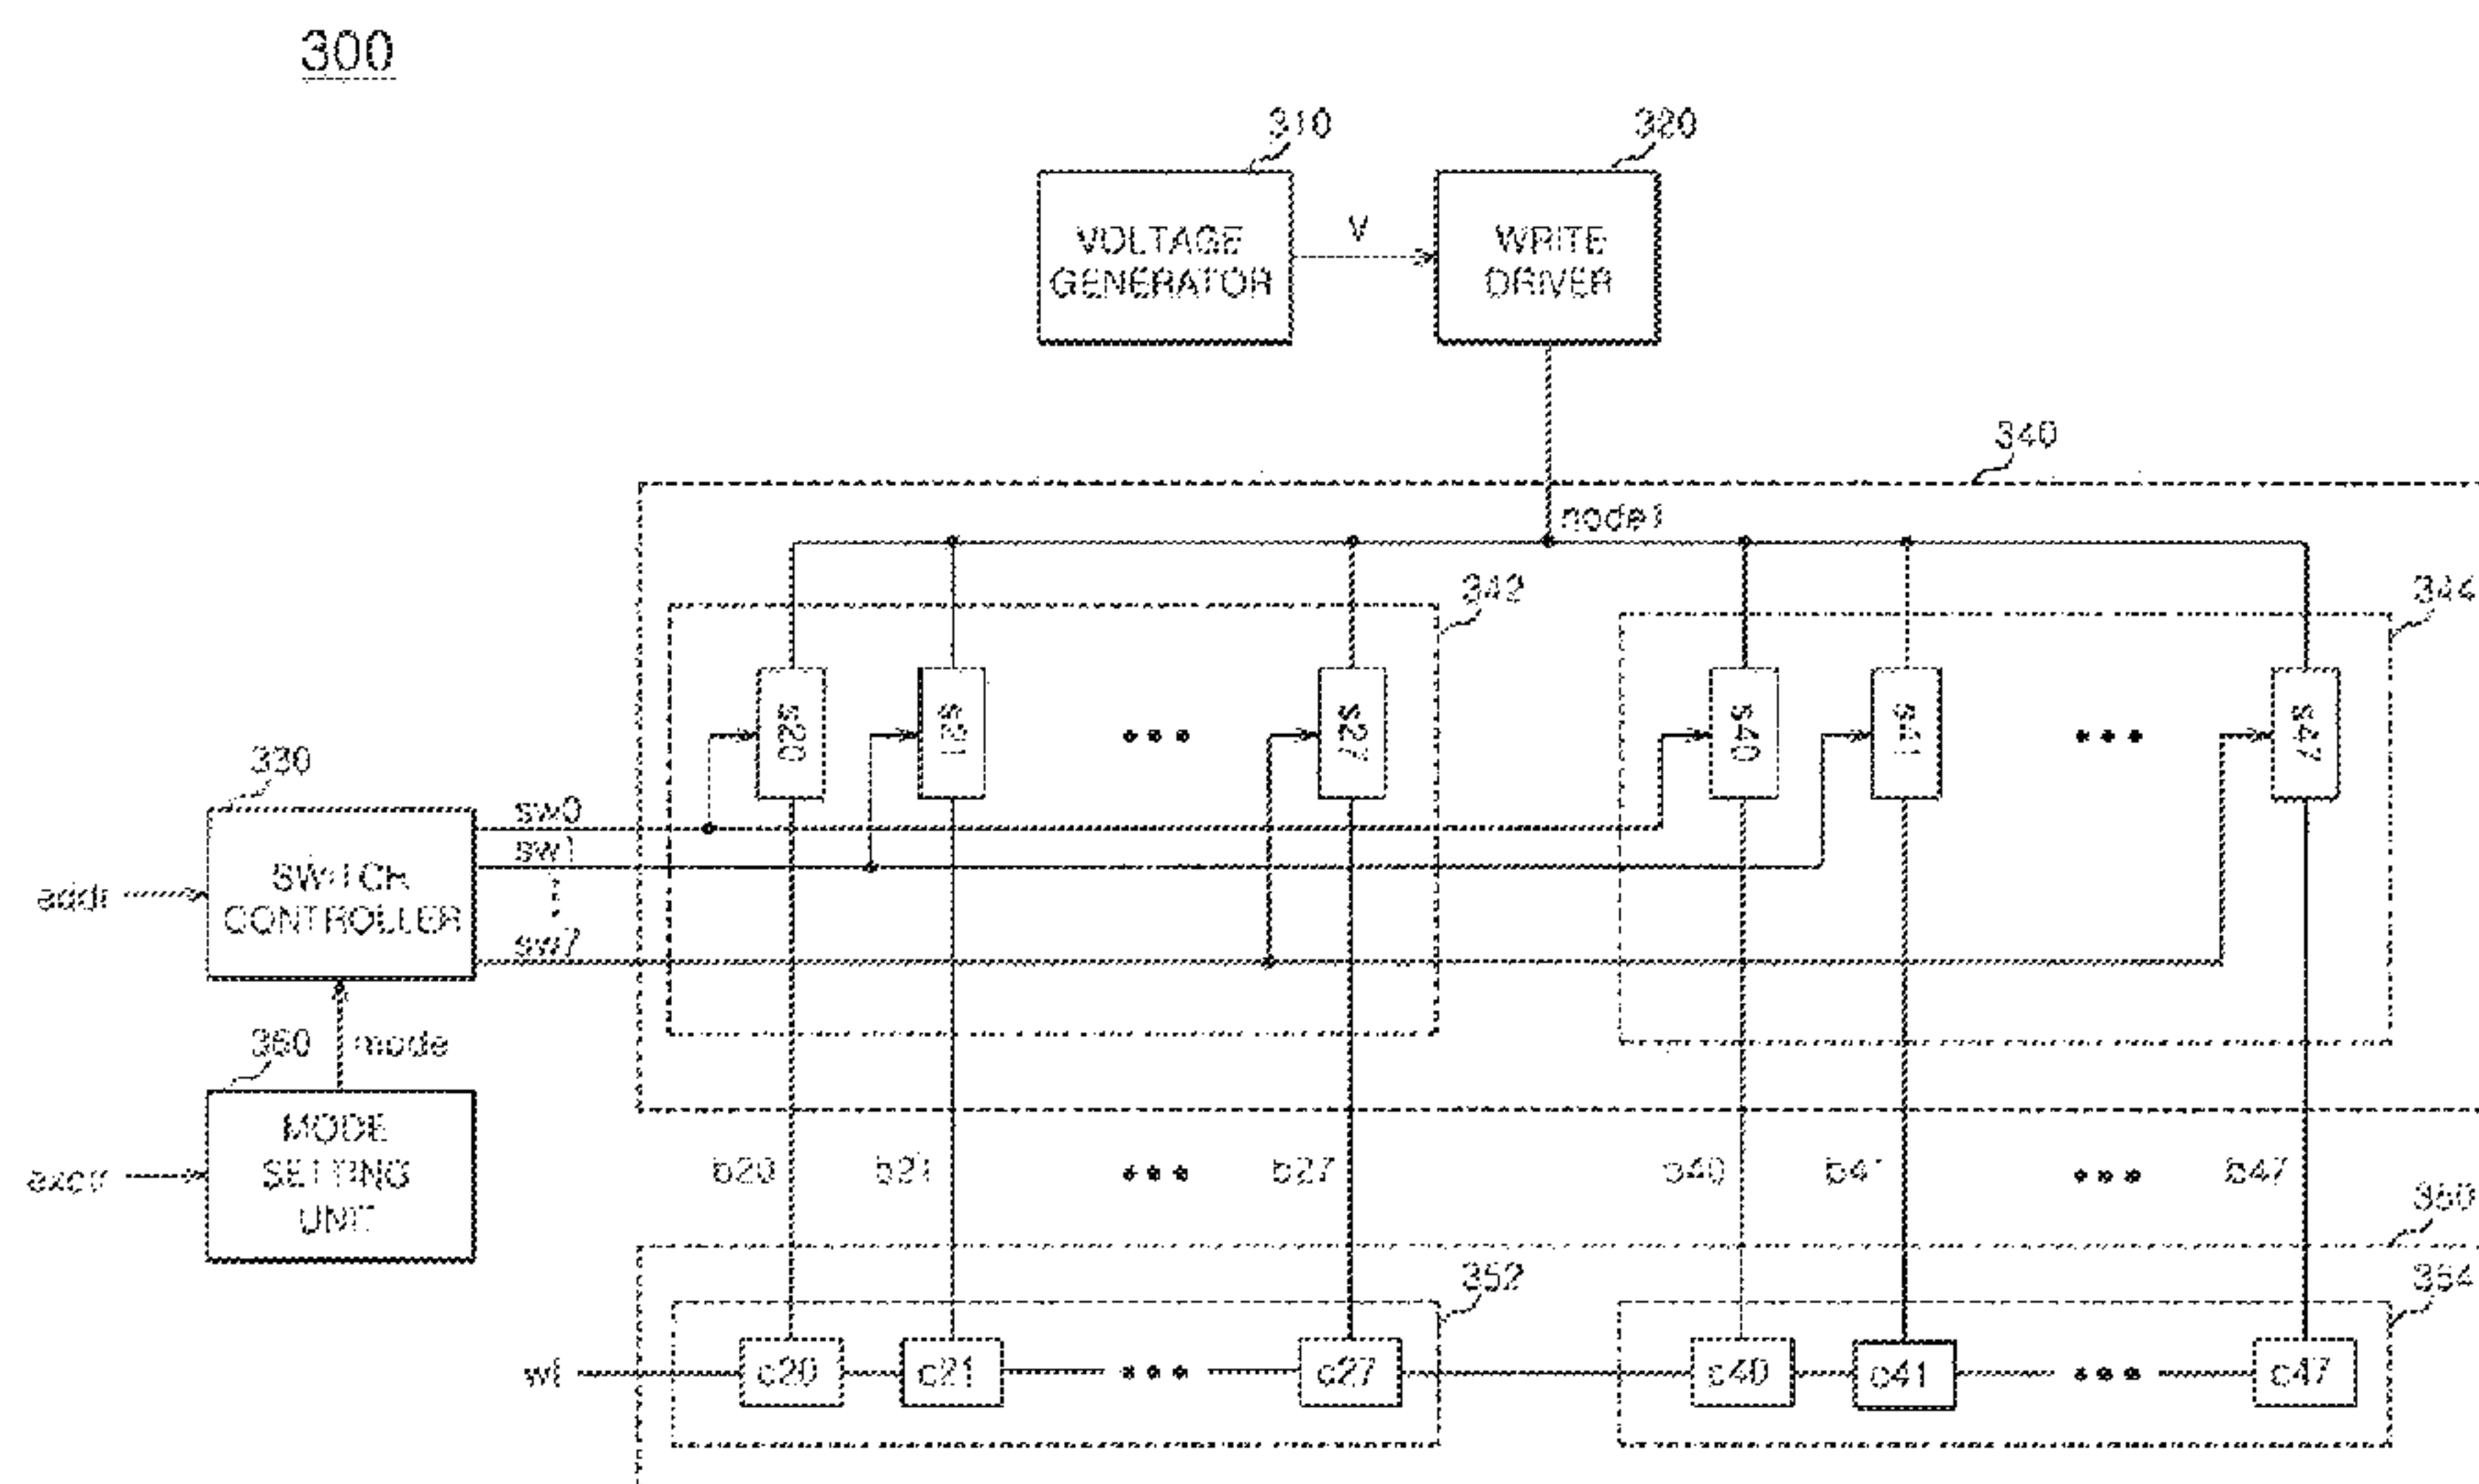 300
310
320
VOLTAGE
GENERATOR
V
WRITE
DRIVER
340
node1
342
344
s20
s21
s27
s40
s41
s47
330
SWITCH
CONTROLLER
addr
sw0
sw1
sw7
360
mode
MODE
SETTING
UNIT
b20
b21
b27
b40
b41
b47
352
wl
c20
c21
c27
c40
c41
c47